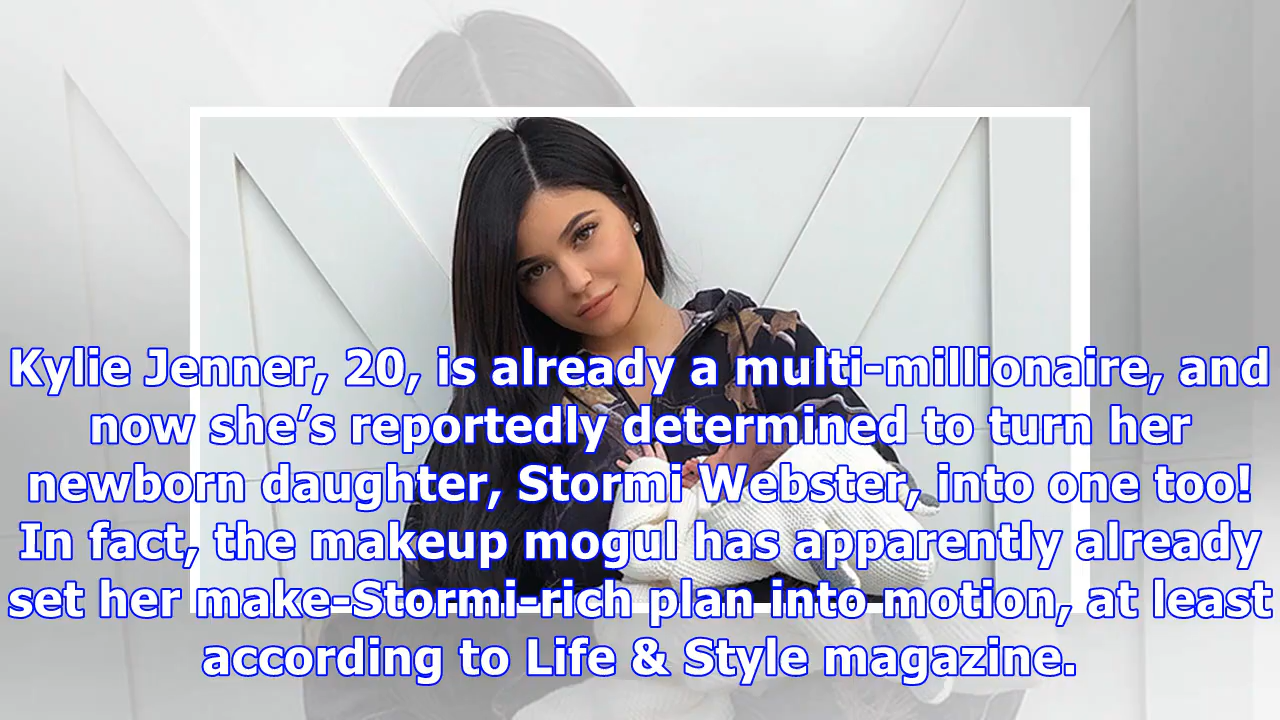 Kylie Jenner, 20, is already a multi-millionaire, and
now she’s reportedly determined to turn her
newborn daughter, Stormi Webster, into one too!
In fact, the makeup mogul has apparently already
set her make-Stormi-rich plan into motion, at least
according to Life & Style magazine.